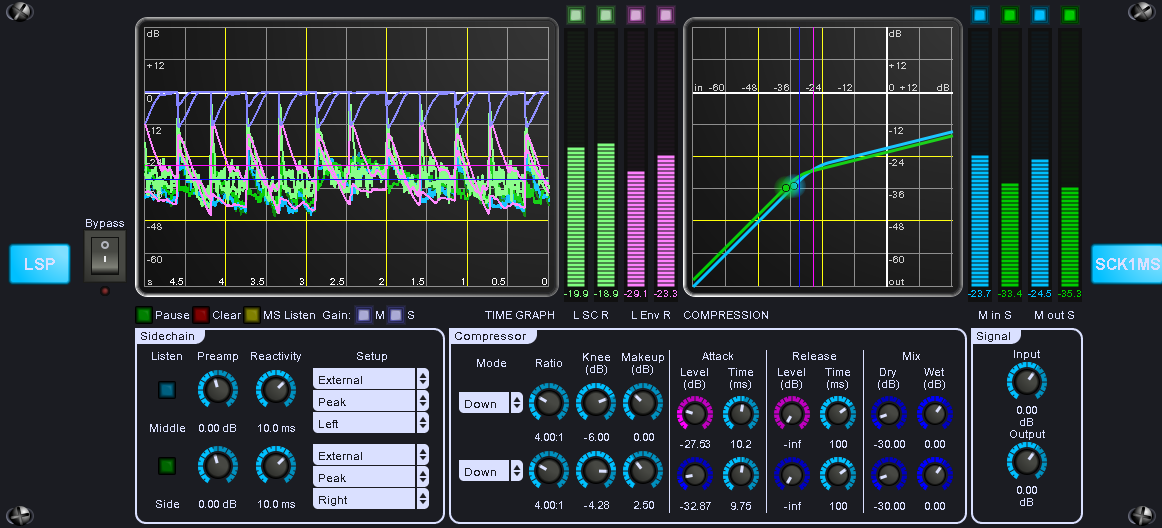 dB
+12
0
-12
-24
-48
-60
s 4.5 4 3.5 3 2.5 2 1.5 1 0.5 0
dB
+12
in -60 -48 -36 -24 -12 0 +12 dB
-12
-24
-36
-48
-60
out
Bypass
LSP
SCK1MS
-19.9 -18.9 -29.1 -23.3
-23.7 -33.4 -24.5 -35.3
Pause Clear MS Listen Gain: M S TIME GRAPH L SC R L Env R COMPRESSION M in S M out S
Sidechain
Listen Preamp Reactivity Setup
External
Peak
Left
Middle 0.00 dB 10.0 ms
External
Peak
Right
Side 0.00 dB 10.0 ms
Compressor
Mode Ratio Knee (dB) Makeup (dB) Attack Level (dB) Time (ms) Release Level (dB) Time (ms) Mix Dry (dB) Wet (dB)
Down
4.00:1 -6.00 0.00 -27.53 10.2 -inf 100 -30.00 0.00
Down
4.00:1 -4.28 2.50 -32.87 9.75 -inf 100 -30.00 0.00
Signal
Input
0.00
dB
Output
0.00
dB